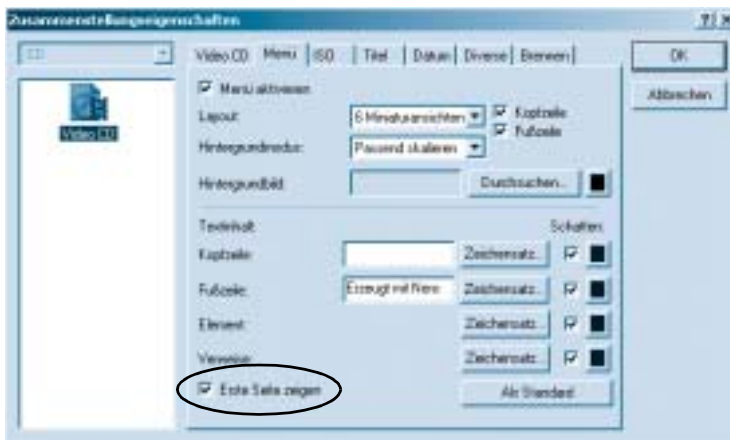 Zusammenstellungseigenschaften
CD
Video CD
Video CD Menü ISO Titel Datum Diverse Brennen
OK
Abbrechen
Menü aktivieren
Layout: 6 Miniaturansichten Kopfzeile
Fußzeile
Hintergrundmodus: Passend skalieren
Hintergrundbild: Durchsuchen...
Textinhalt: Schatten:
Kopfzeile: Zeichensatz...
Fußzeile: Erzeugt mit Nero Zeichensatz...
Element: Zeichensatz...
Verweise: Zeichensatz...
Erste Seite zeigen
Als Standard